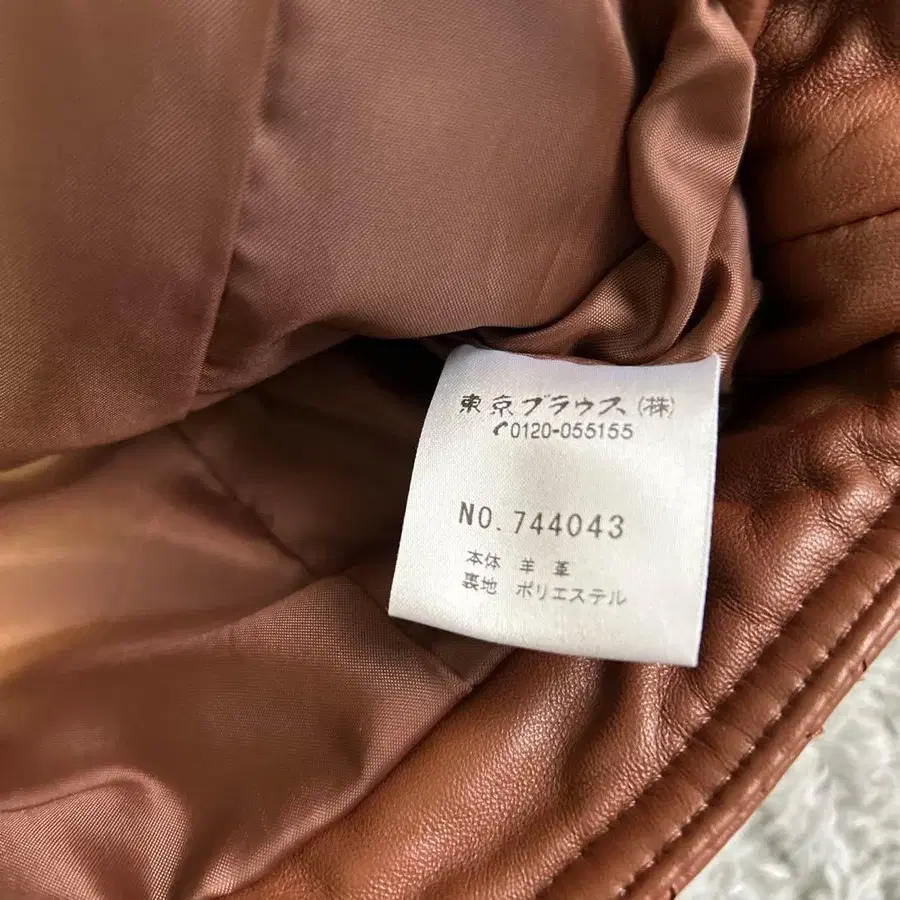 東京ブラウス(株)
✆0120-055155
NO.744043
本体 羊革
裏地 ポリエステル